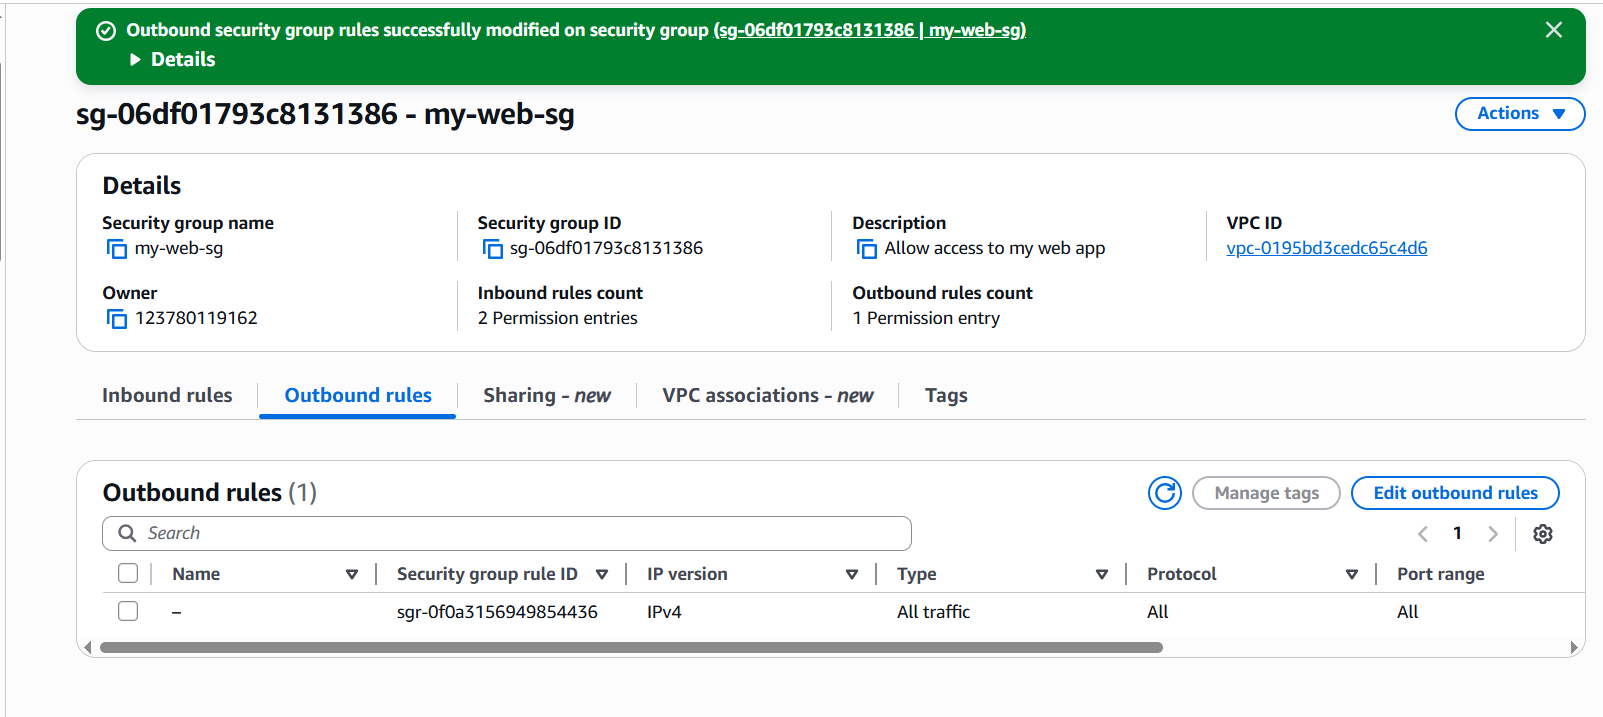 Outbound security group rules successfully modified on security group (sg-06df01793c8131386 | my-web-sg)
Details
sg-06df01793c8131386 - my-web-sg
Actions
Details
Security group name
my-web-sg
Security group ID
sg-06df01793c8131386
Description
Allow access to my web app
VPC ID
vpc-0195bd3cedc65c4d6
Owner
123780119162
Inbound rules count
2 Permission entries
Outbound rules count
1 Permission entry
Inbound rules
Outbound rules
Sharing - new
VPC associations - new
Tags
Outbound rules (1)
Manage tags
Edit outbound rules
Search
1
Name
Security group rule ID
IP version
Type
Protocol
Port range
–
sgr-0f0a3156949854436
IPv4
All traffic
All
All